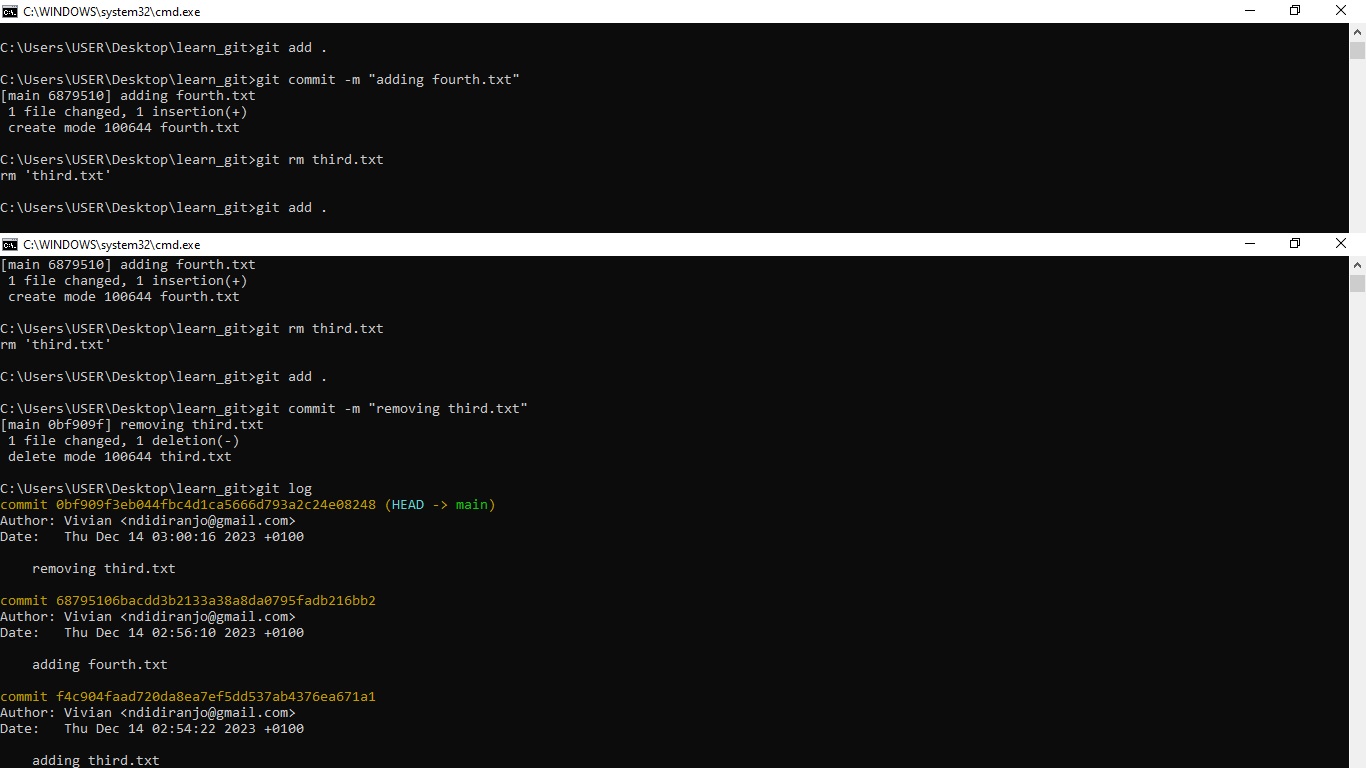 C:\WINDOWS\system32\cmd.exe
C:\Users\USER\Desktop\learn_git>git add .
C:\Users\USER\Desktop\learn_git>git commit -m "adding fourth.txt"
[main 6879510] adding fourth.txt
 1 file changed, 1 insertion(+)
 create mode 100644 fourth.txt
C:\Users\USER\Desktop\learn_git>git rm third.txt
rm 'third.txt'
C:\Users\USER\Desktop\learn_git>git add .
C:\WINDOWS\system32\cmd.exe
[main 6879510] adding fourth.txt
 1 file changed, 1 insertion(+)
 create mode 100644 fourth.txt
C:\Users\USER\Desktop\learn_git>git rm third.txt
rm 'third.txt'
C:\Users\USER\Desktop\learn_git>git add .
C:\Users\USER\Desktop\learn_git>git commit -m "removing third.txt"
[main 0bf909f] removing third.txt
 1 file changed, 1 deletion(-)
 delete mode 100644 third.txt
C:\Users\USER\Desktop\learn_git>git log
commit 0bf909f3eb044fbc4d1ca5666d793a2c24e08248 (HEAD -> main)
Author: Vivian <ndidiranjo@gmail.com>
Date:   Thu Dec 14 03:00:16 2023 +0100
    removing third.txt
commit 68795106bacdd3b2133a38a8da0795fadb216bb2
Author: Vivian <ndidiranjo@gmail.com>
Date:   Thu Dec 14 02:56:10 2023 +0100
    adding fourth.txt
commit f4c904faad720da8ea7ef5dd537ab4376ea671a1
Author: Vivian <ndidiranjo@gmail.com>
Date:   Thu Dec 14 02:54:22 2023 +0100
    adding third.txt